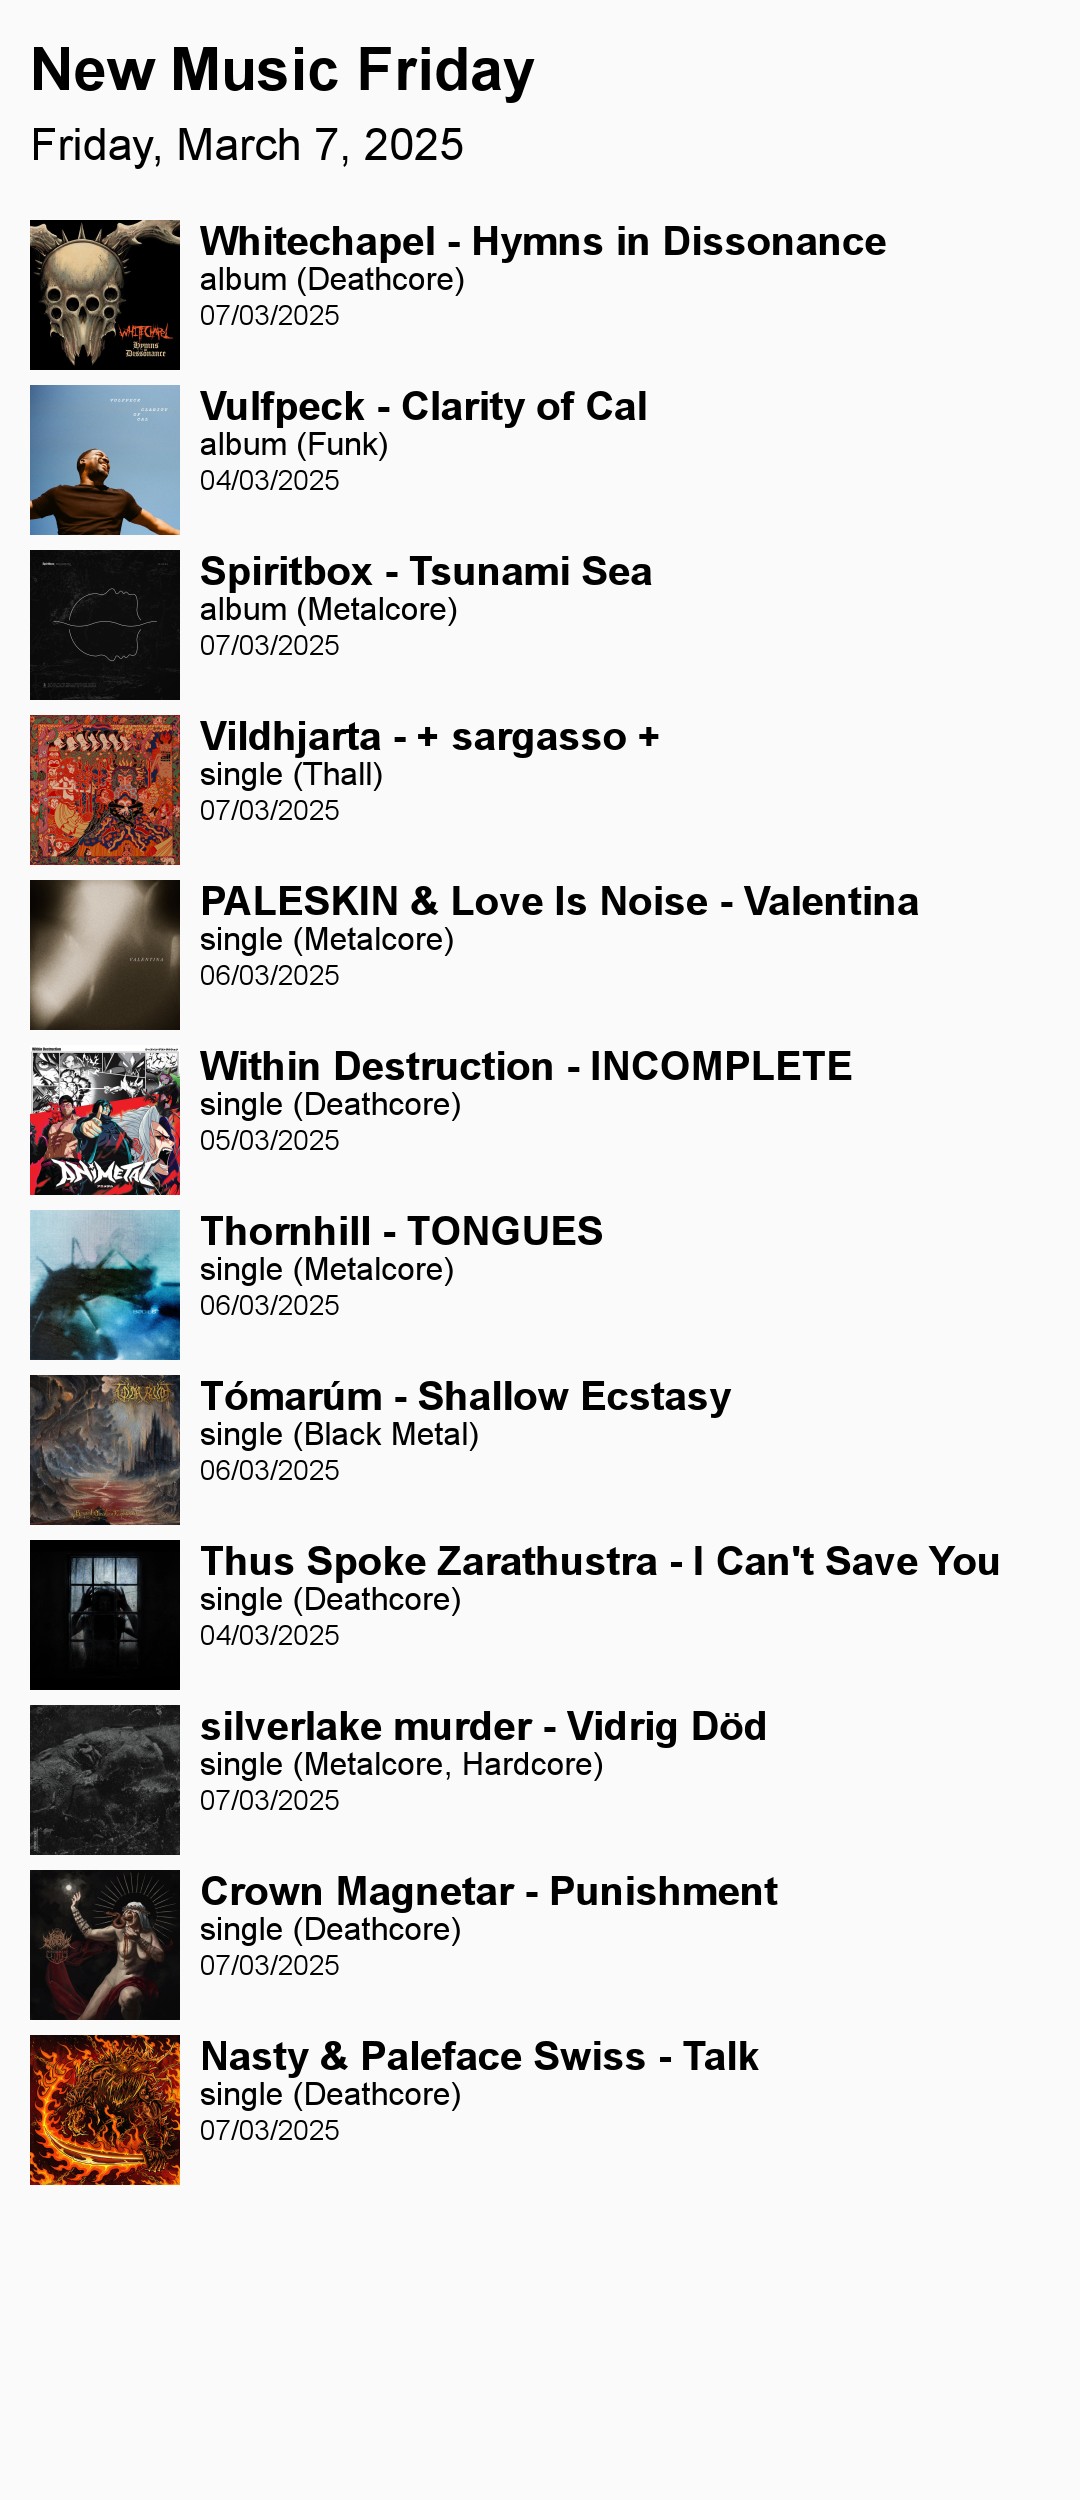 New Music Friday
Friday, March 7, 2025
Whitechapel - Hymns in Dissonance
album (Deathcore)
07/03/2025
WHITECHAPEL
Hymns
in
Dissonance
Vulfpeck - Clarity of Cal
album (Funk)
04/03/2025
VULFPECK
CLARITY
OF
CAL
Spiritbox - Tsunami Sea
album (Metalcore)
07/03/2025
Vildhjarta - + sargasso +
single (Thall)
07/03/2025
PALESKIN & Love Is Noise - Valentina
single (Metalcore)
06/03/2025
VALENTINA
Within Destruction - INCOMPLETE
single (Deathcore)
05/03/2025
Within Destruction
ANIMETAL
Thornhill - TONGUES
single (Metalcore)
06/03/2025
Tómarúm - Shallow Ecstasy
single (Black Metal)
06/03/2025
Thus Spoke Zarathustra - I Can't Save You
single (Deathcore)
04/03/2025
silverlake murder - Vidrig Död
single (Metalcore, Hardcore)
07/03/2025
Crown Magnetar - Punishment
single (Deathcore)
07/03/2025
Nasty & Paleface Swiss - Talk
single (Deathcore)
07/03/2025